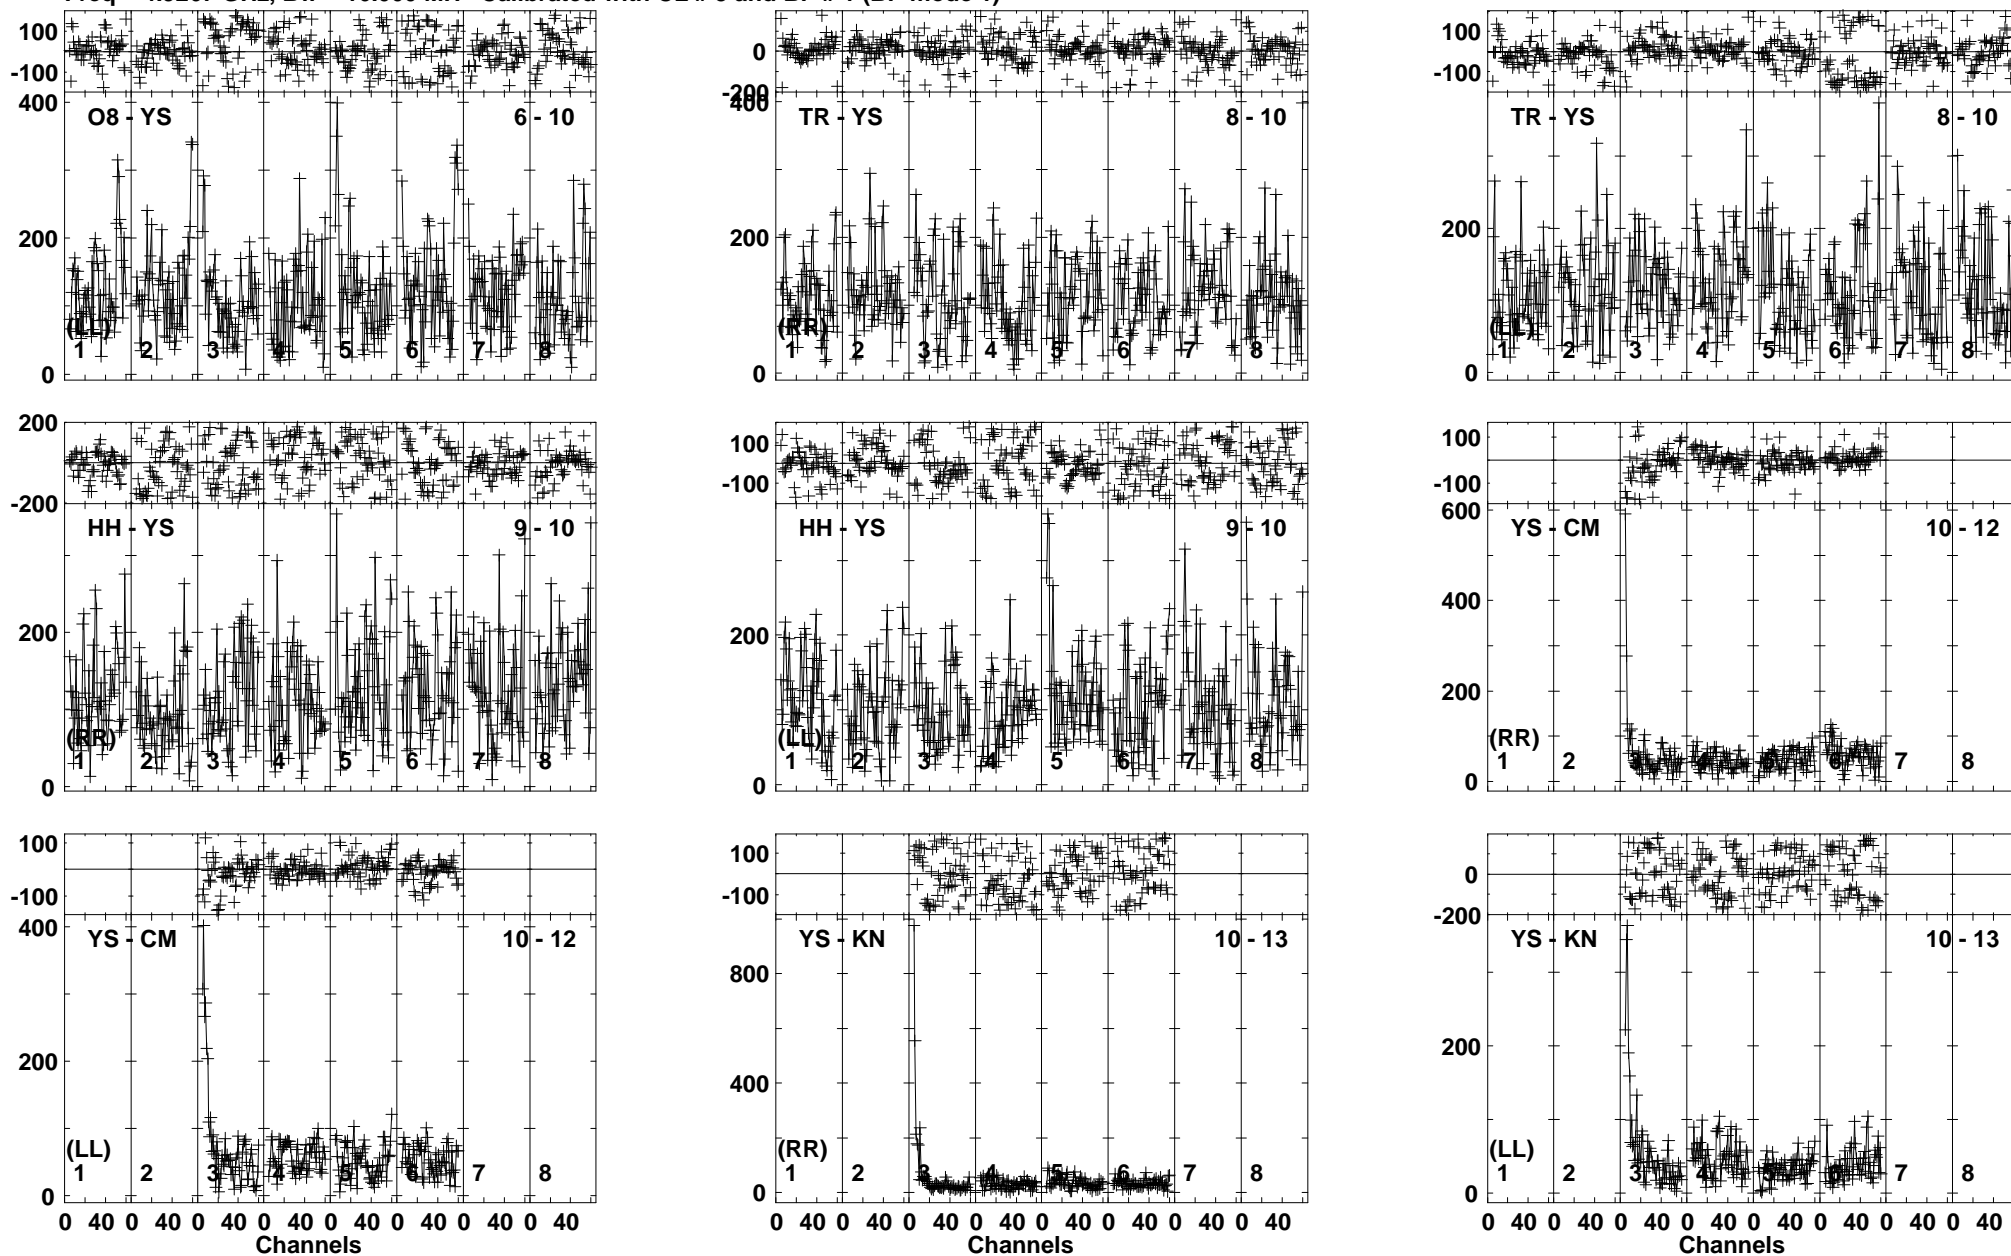 Calibrated with CL # 3 and BP # 1 (BP mode 1)
100 0 -100
400 200 0
O8 - YS 6 - 10
(LL)
1 2 3 4 5 6 7 8
0 -200
400 200 0
TR - YS 8 - 10
(RR)
1 2 3 4 5 6 7 8
100 0 -100
200 0
TR - YS 8 - 10
(LL)
1 2 3 4 5 6 7 8
200 0 -200
200 0
HH - YS 9 - 10
(RR)
1 2 3 4 5 6 7 8
100 0 -100
200 0
HH - YS 9 - 10
(LL)
1 2 3 4 5 6 7 8
100 0 -100
600 400 200 0
YS - CM 10 - 12
(RR)
1 2 3 4 5 6 7 8
100 0 -100
400 200 0
YS - CM 10 - 12
(LL)
1 2 3 4 5 6 7 8
0 40 0 40 0 40 0 40 0 40 0 40 0 40 0 40
Channels
100 0 -100
800 400 0
YS - KN 10 - 13
(RR)
1 2 3 4 5 6 7 8
0 40 0 40 0 40 0 40 0 40 0 40 0 40 0 40
Channels
0 -200
200 0
YS - KN 10 - 13
(LL)
1 2 3 4 5 6 7 8
0 40 0 40 0 40 0 40 0 40 0 40 0 40 0 40
Channels